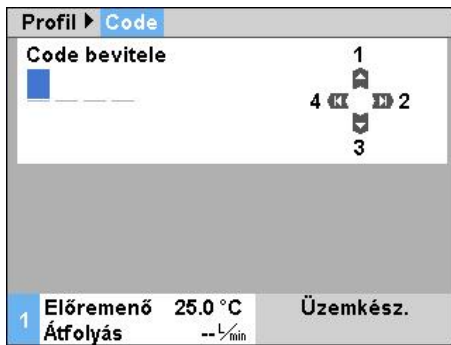 Profil ▶ Code
Code bevitele
1
4 2
3
1 Előremenő 25.0 °C Üzemkész.
Átfolyás -- L/min